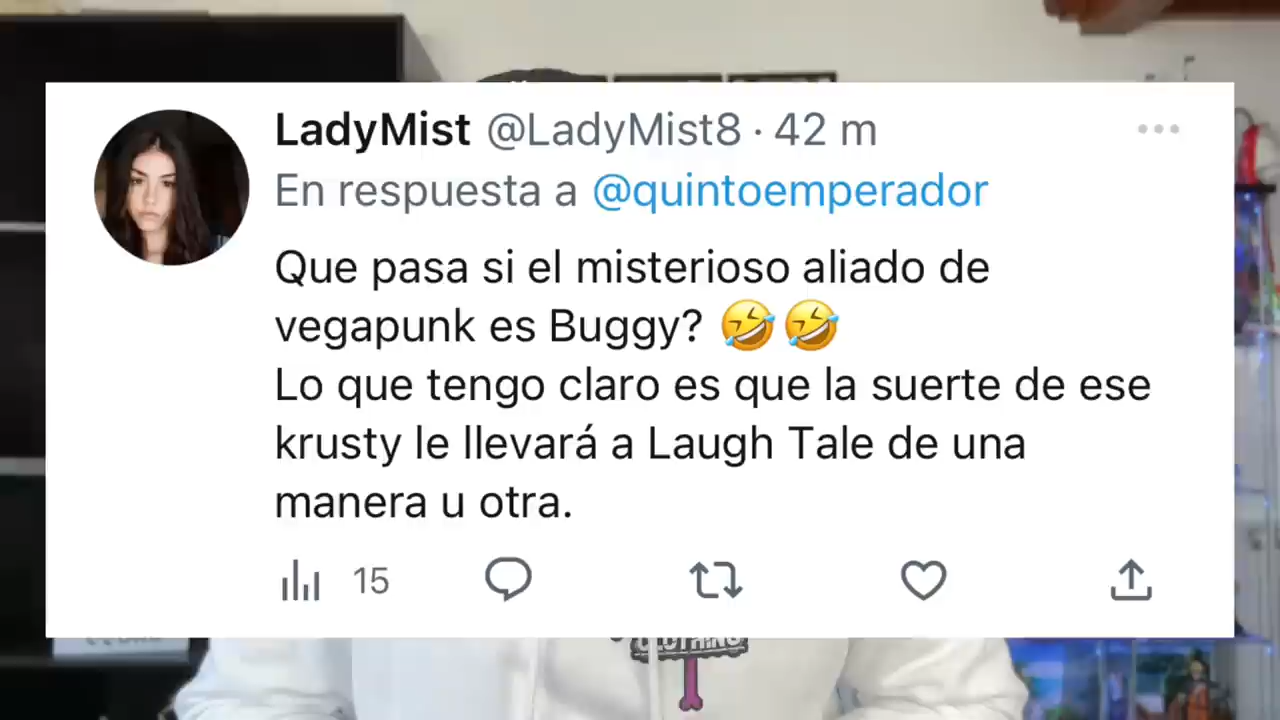 LadyMist @LadyMist8 · 42 m
En respuesta a @quintoemperador
Que pasa si el misterioso aliado de
vegapunk es Buggy? 🤣🤣
Lo que tengo claro es que la suerte de ese
krusty le llevará a Laugh Tale de una
manera u otra.
15
CLOTHING